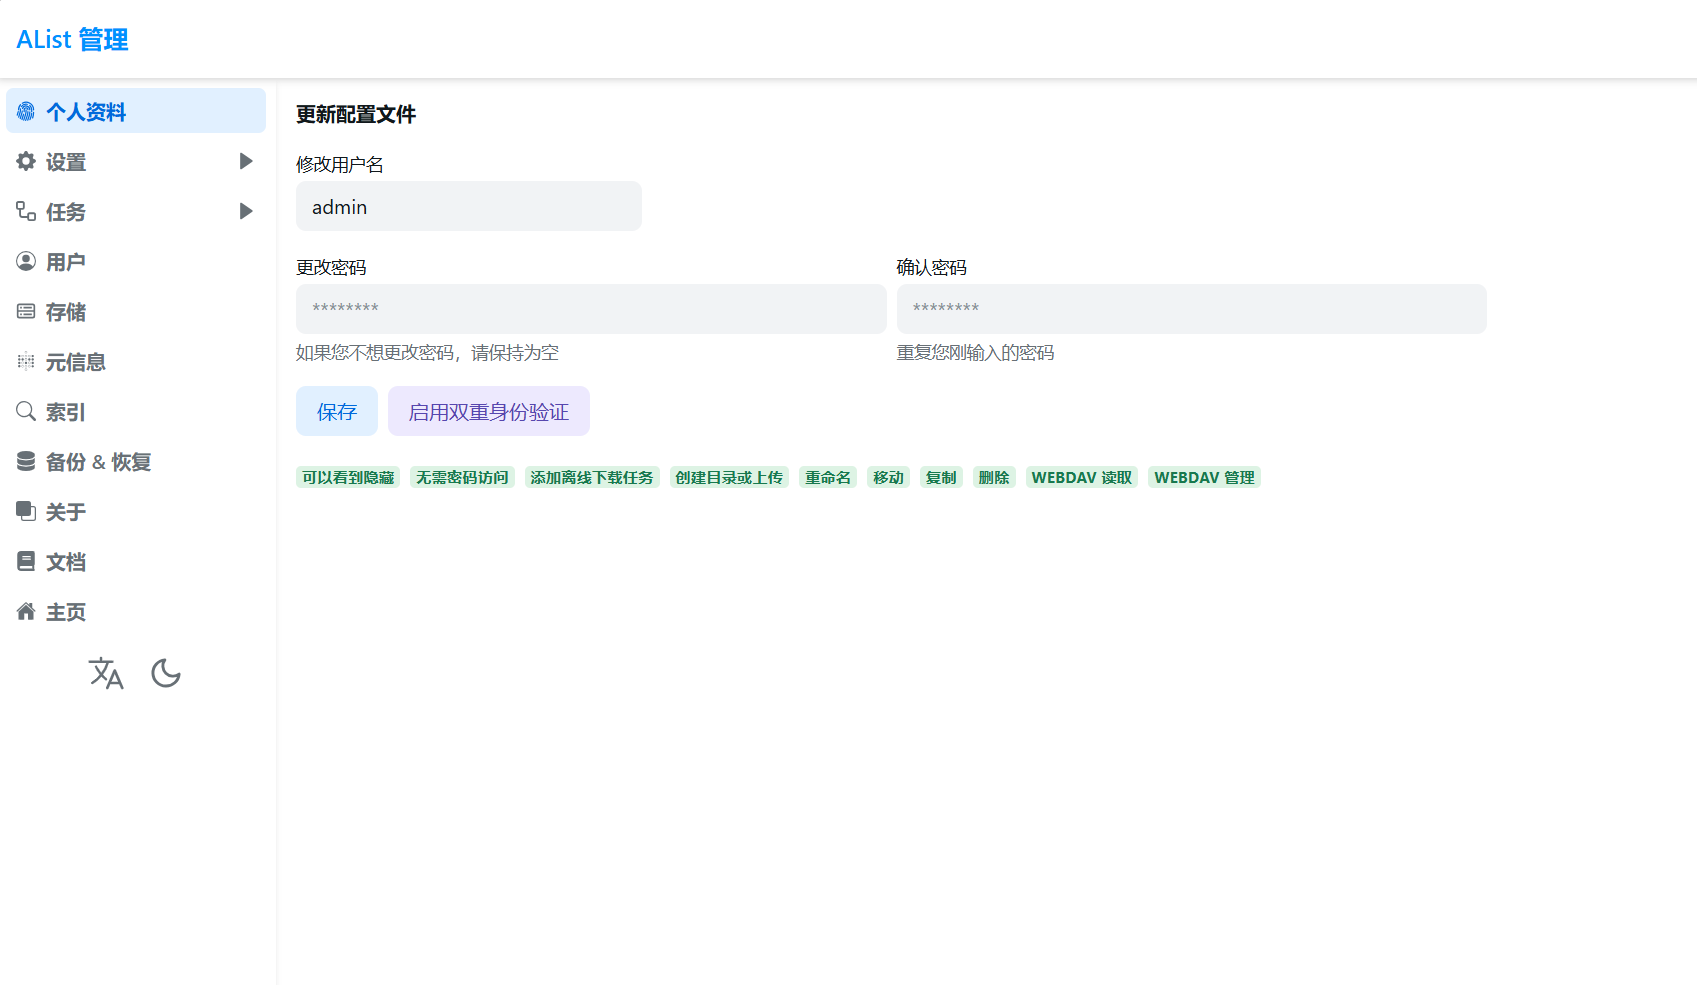 AList 管理
个人资料
设置
任务
用户
存储
元信息
索引
备份 & 恢复
关于
文档
主页
更新配置文件
修改用户名
admin
更改密码
********
如果您不想更改密码，请保持为空
确认密码
********
重复您刚输入的密码
保存 启用双重身份验证
可以看到隐藏 无需密码访问 添加离线下载任务 创建目录或上传 重命名 移动 复制 删除 WEBDAV 读取 WEBDAV 管理